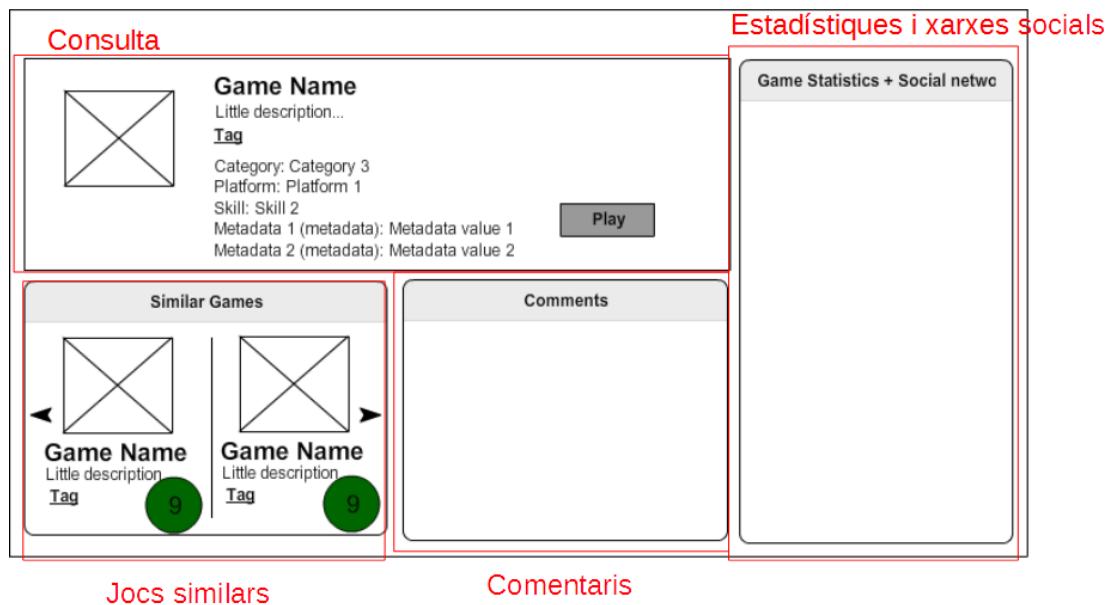 Estadístiques i xarxes socials
Consulta
Game Name
Little description...
Tag
Category: Category 3
Platform: Platform 1
Skill: Skill 2
Metadata 1 (metadata): Metadata value 1
Metadata 2 (metadata): Metadata value 2
Play
Game Statistics + Social netwo
Similar Games
Game Name
Little description
Tag
9
Game Name
Little description
Tag
9
Comments
Jocs similars
Comentaris